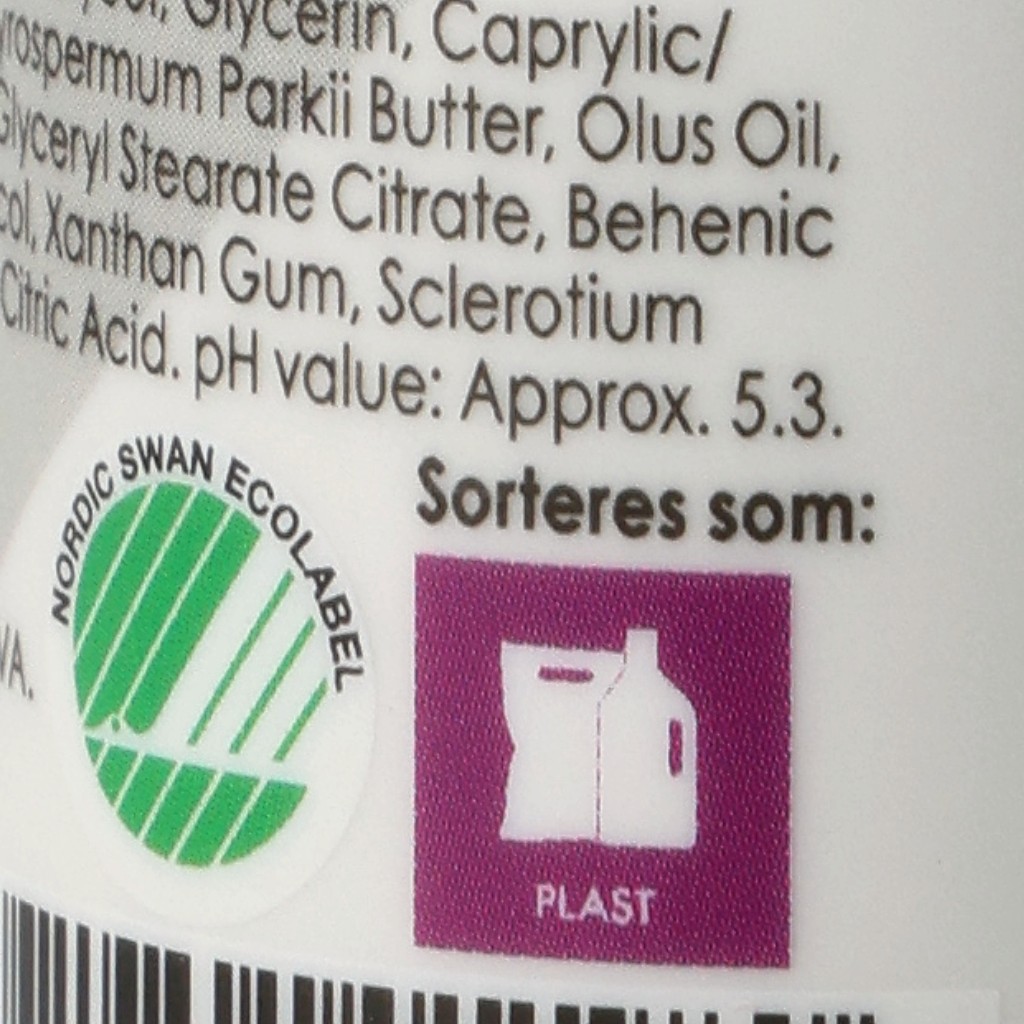 Glycerin, Caprylic/
Parkii Butter, Olus Oil,
Glyceryl Stearate Citrate, Behenic
Xanthan Gum, Sclerotium
Citric Acid. pH value: Approx. 5.3.
NORDIC SWAN ECOLABEL
Sorteres som:
PLAST